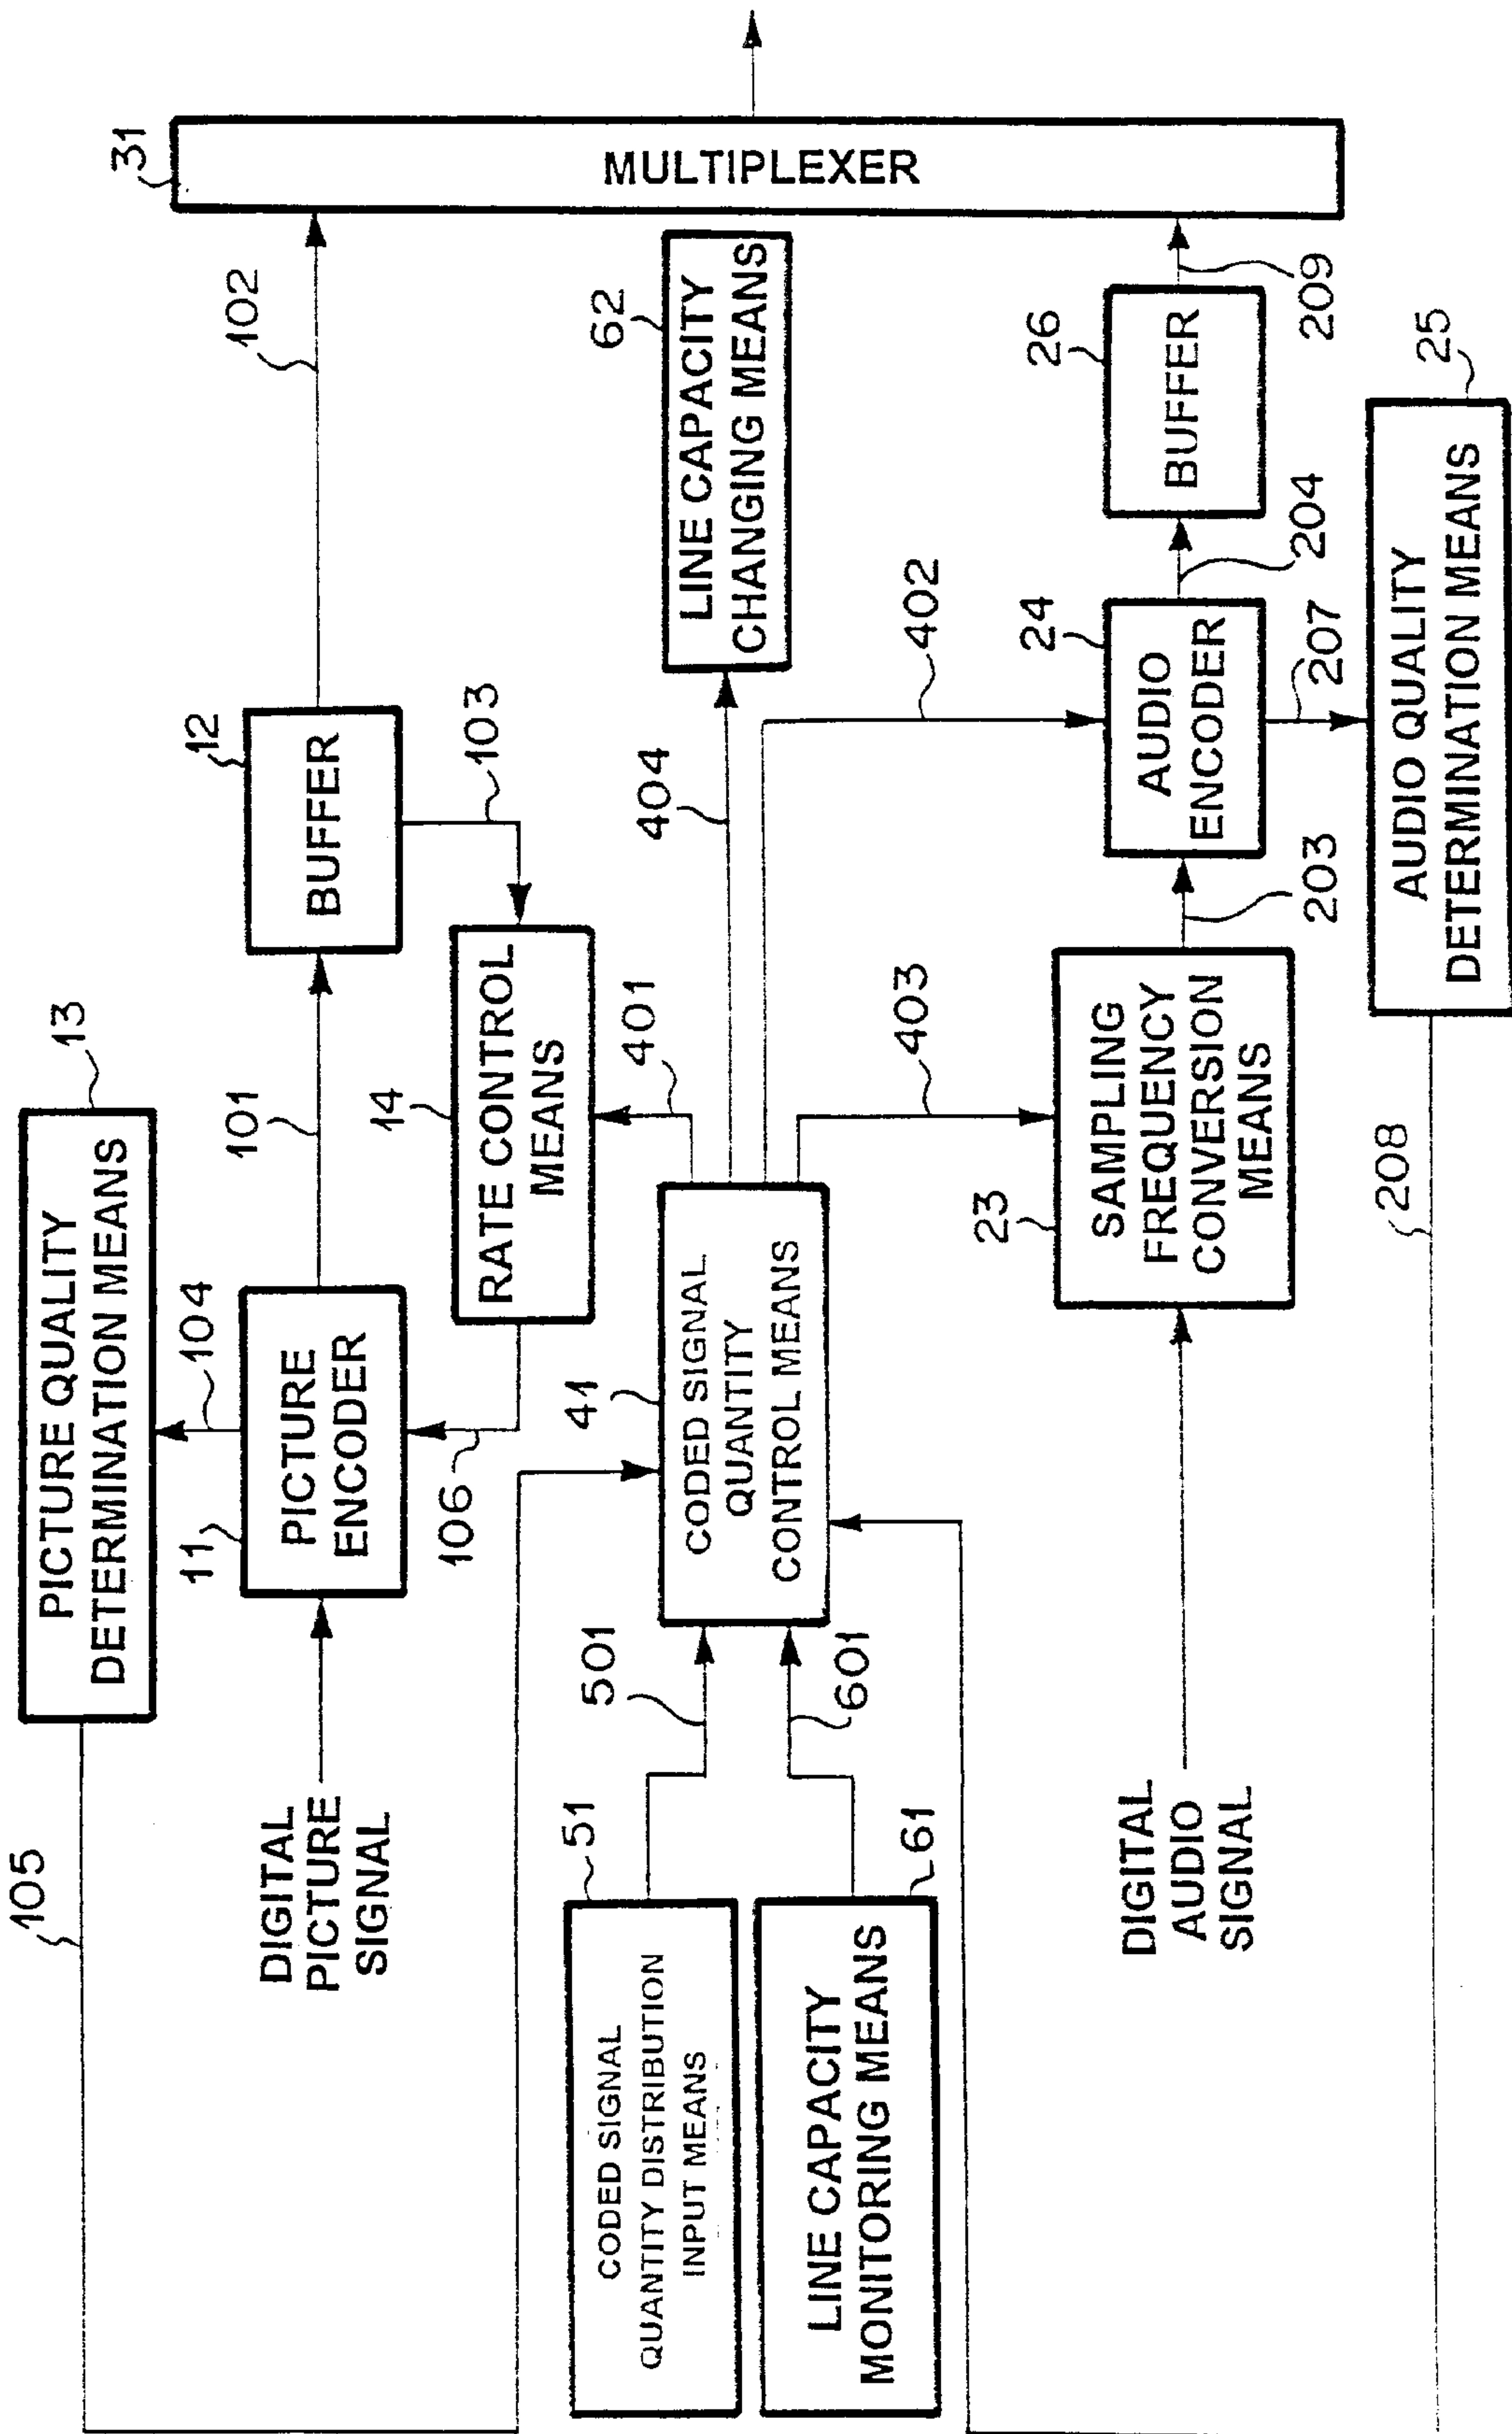 105
PICTURE QUALITY
DETERMINATION MEANS
13
104
11
PICTURE
ENCODER
101
12
BUFFER
102
31
MULTIPLEXER
DIGITAL
PICTURE
SIGNAL
106
14
RATE CONTROL
MEANS
103
401
51
CODED SIGNAL
QUANTITY DISTRIBUTION
INPUT MEANS
501
41
CODED SIGNAL
QUANTITY
CONTROL MEANS
404
62
LINE CAPACITY
CHANGING MEANS
LINE CAPACITY
MONITORING MEANS
61
601
403
402
DIGITAL
AUDIO
SIGNAL
23
SAMPLING
FREQUENCY
CONVERSION
MEANS
203
24
AUDIO
ENCODER
204
26
BUFFER
209
207
208
AUDIO QUALITY
DETERMINATION MEANS
25